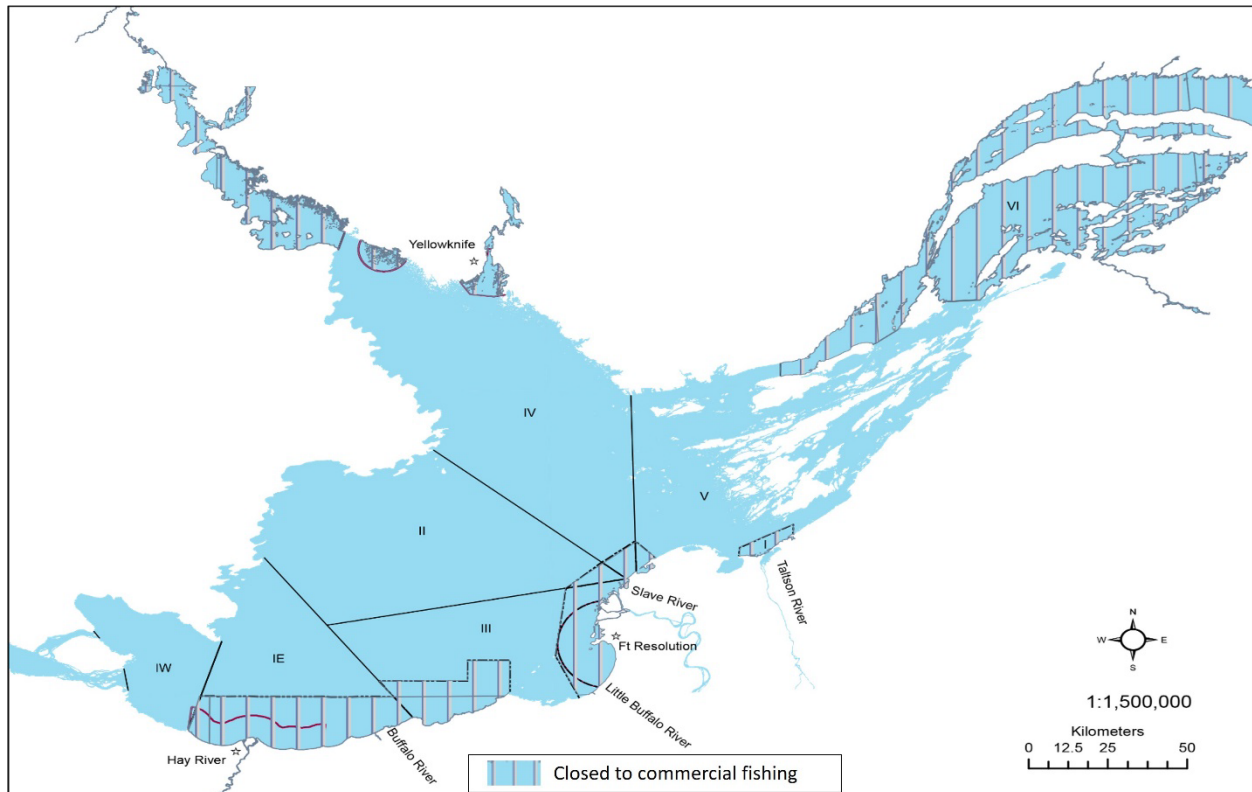 VI
Yellowknife
IV
V
II
I
Taltson River
Slave River
III
Ft Resolution
IE
IW
Little Buffalo River
Buffalo River
Hay River
N
W E
S
1:1,500,000
Kilometers
0 12.5 25 50
Closed to commercial fishing